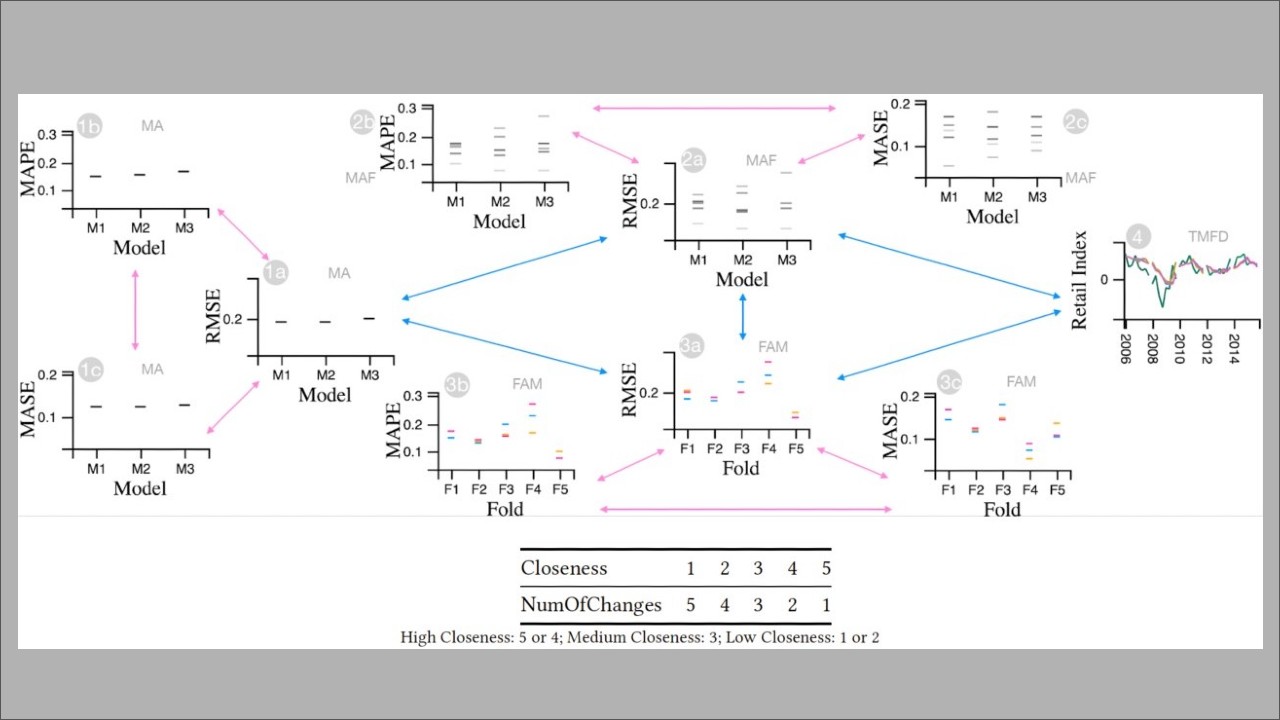 1b
MA
MAPE
0.3
0.2
0.1
M1 M2 M3
Model
2b
MAF
MAPE
0.3
0.2
0.1
M1 M2 M3
Model
2a
MAF
RMSE
0.2
M1 M2 M3
Model
2c
MAF
MASE
0.2
0.1
M1 M2 M3
Model
1a
MA
RMSE
0.2
M1 M2 M3
Model
4
TMFD
Retail Index
0
2006 2008 2010 2012 2014
1c
MA
MASE
0.2
0.1
M1 M2 M3
Model
3b
FAM
MAPE
0.3
0.2
0.1
F1 F2 F3 F4 F5
Fold
3a
FAM
RMSE
0.2
F1 F2 F3 F4 F5
Fold
3c
FAM
MASE
0.2
0.1
F1 F2 F3 F4 F5
Fold
Closeness 1 2 3 4 5
NumOfChanges 5 4 3 2 1
High Closeness: 5 or 4; Medium Closeness: 3; Low Closeness: 1 or 2